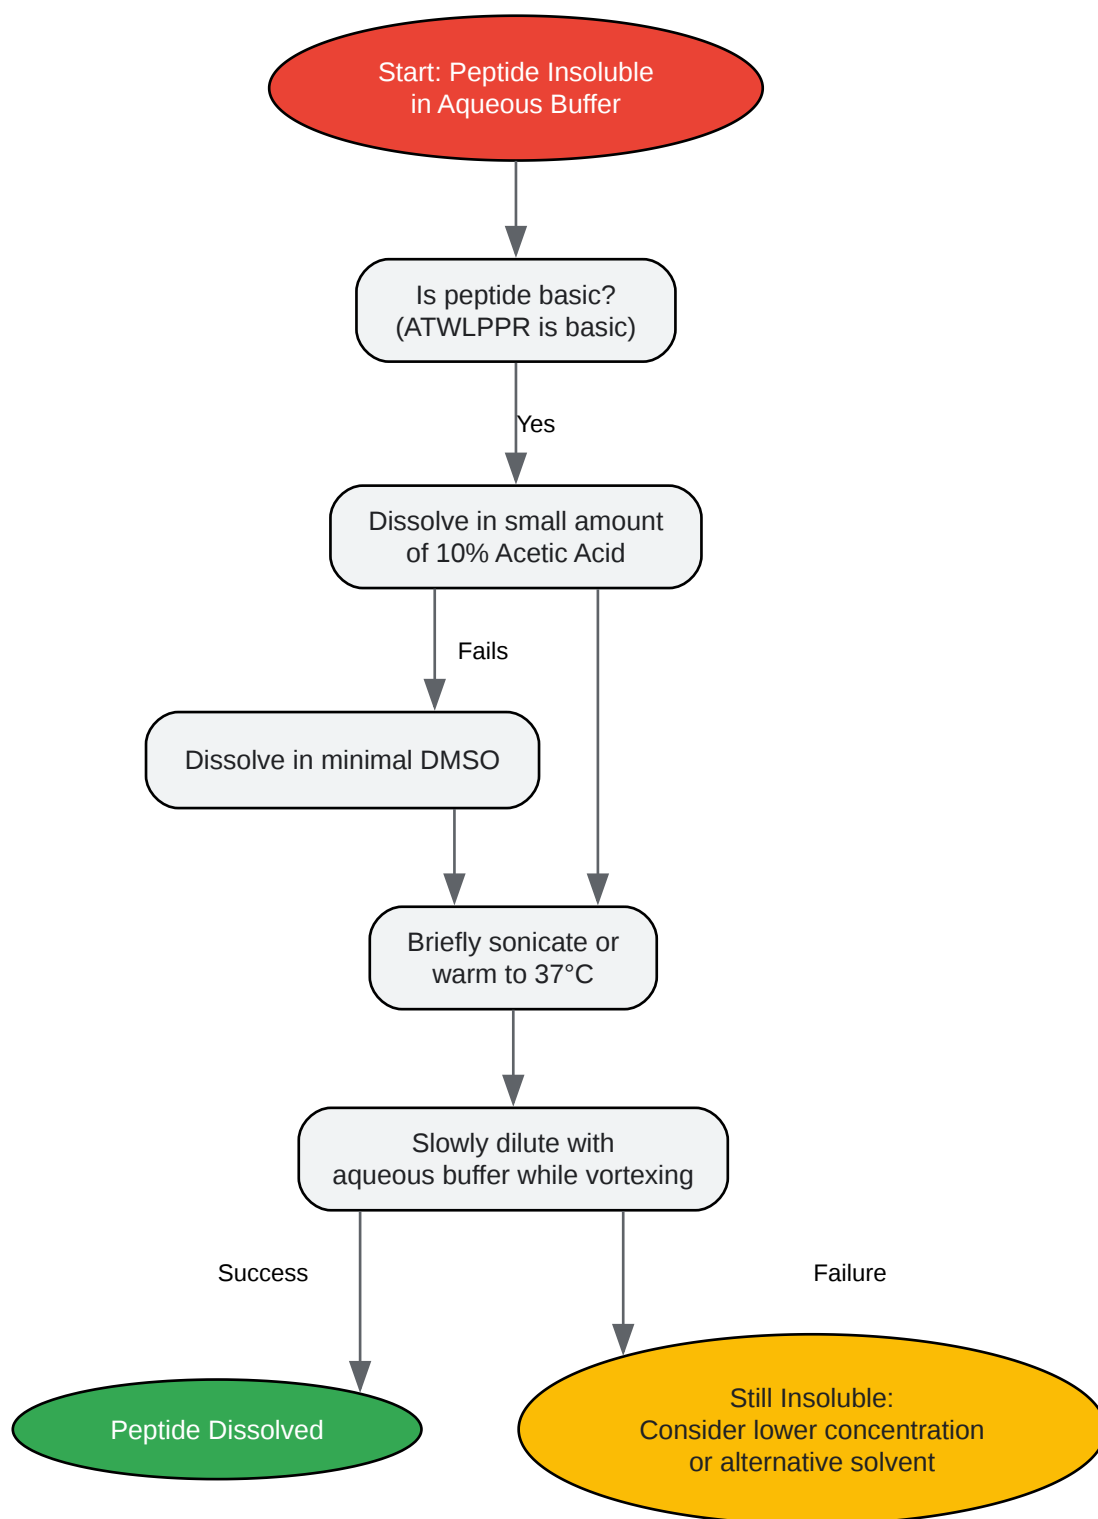 Start: Peptide Insoluble
in Aqueous Buffer
Is peptide basic?
(ATWLPPR is basic)
Yes
Dissolve in small amount
of 10% Acetic Acid
Fails
Dissolve in minimal DMSO
Briefly sonicate or
warm to 37°C
Slowly dilute with
aqueous buffer while vortexing
Success
Failure
Peptide Dissolved
Still Insoluble:
Consider lower concentration
or alternative solvent